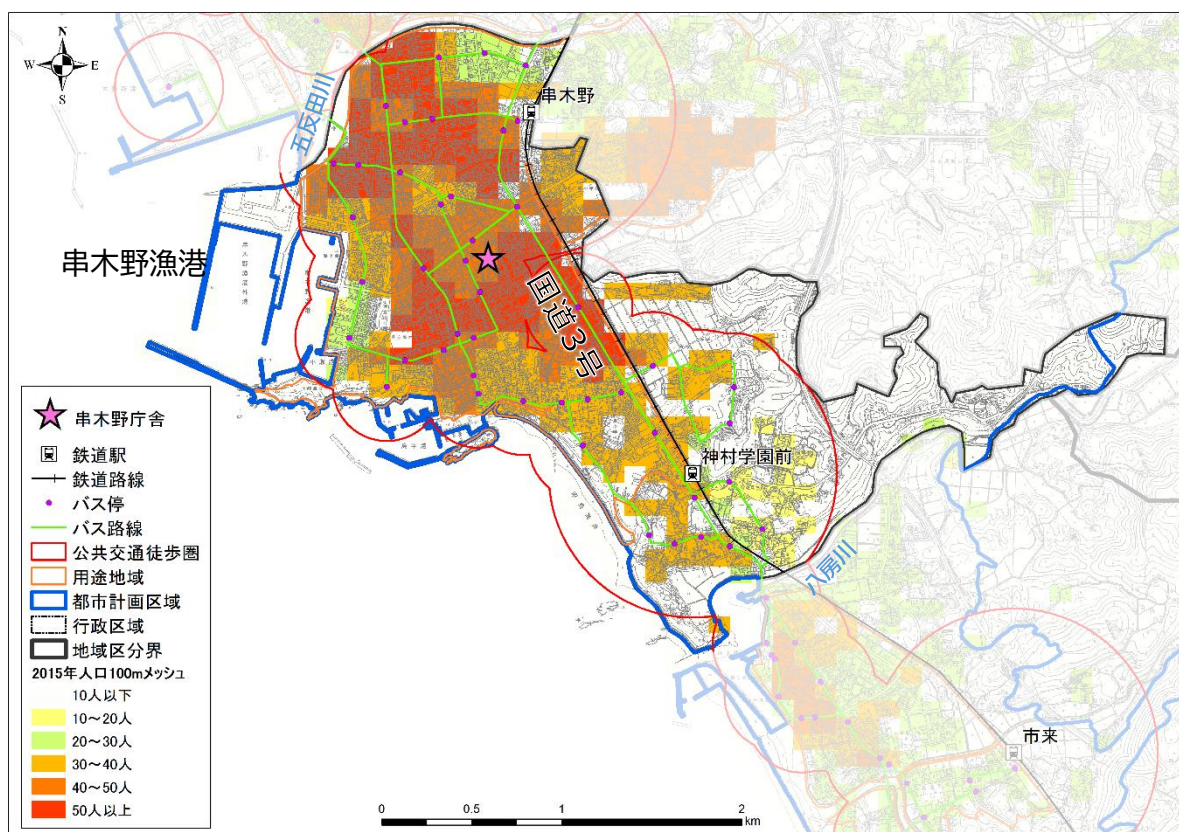 N
W
E
S
串木野
五反田川
串木野漁港
国道3号
神村学園前
八房川
市来
串木野庁舎
鉄道駅
鉄道路線
バス停
バス路線
公共交通徒歩圏
用途地域
都市計画区域
行政区域
地域区分界
2015年人口100mメッシュ
10人以下
10～20人
20～30人
30～40人
40～50人
50人以上
0 0.5 1 2
km